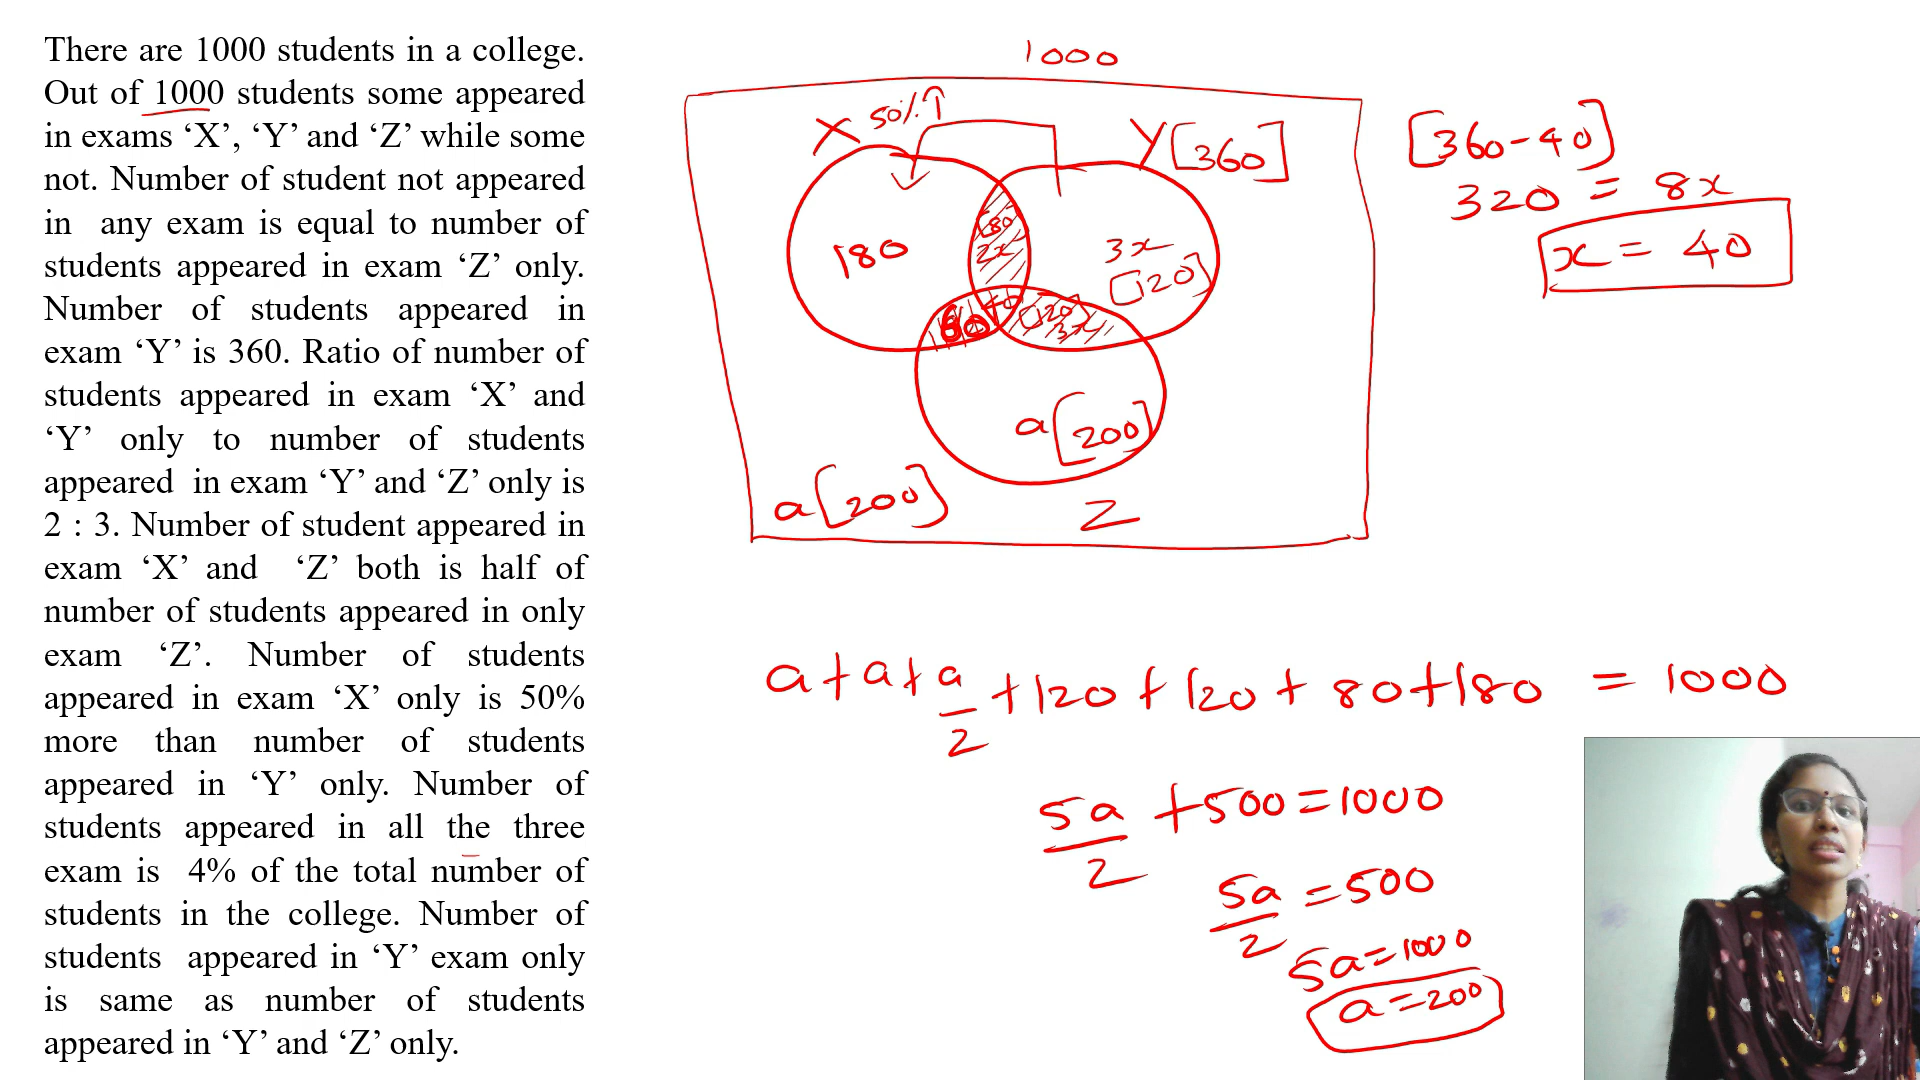 There are 1000 students in a college.
Out of 1000 students some appeared
in exams ‘X’, ‘Y’ and ‘Z’ while some
not. Number of student not appeared
in any exam is equal to number of
students appeared in exam ‘Z’ only.
Number of students appeared in
exam ‘Y’ is 360. Ratio of number of
students appeared in exam ‘X’ and
‘Y’ only to number of students
appeared in exam ‘Y’ and ‘Z’ only is
2 : 3. Number of student appeared in
exam ‘X’ and ‘Z’ both is half of
number of students appeared in only
exam ‘Z’. Number of students
appeared in exam ‘X’ only is 50%
more than number of students
appeared in ‘Y’ only. Number of
students appeared in all the three
exam is 4% of the total number of
students in the college. Number of
students appeared in ‘Y’ exam only
is same as number of students
appeared in ‘Y’ and ‘Z’ only.
1000
X 50%↑
Y [360]
180
[80]
2x
3x
[120]
60
40
[120]
3x
a[200]
a[200]
Z
[360-40]
320 = 8x
x = 40
a+a+a/2+120+120+80+180 = 1000
5a/2+500=1000
5a/2=500
5a=1000
a=200